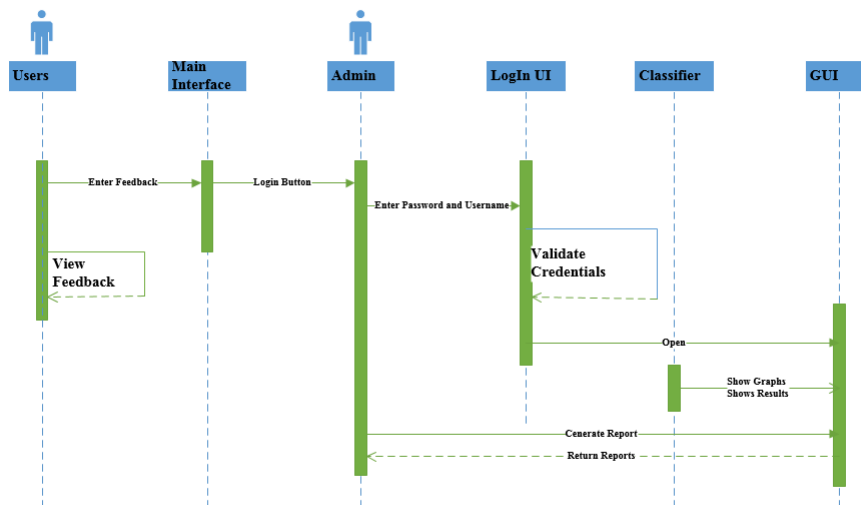 Users
Main
Interface
Admin
LogIn UI
Classifier
GUI
Enter Feedback
Login Button
Enter Password and Username
View
Feedback
Validate
Credentials
Open
Show Graphs
Shows Results
Cenerate Report
Return Reports